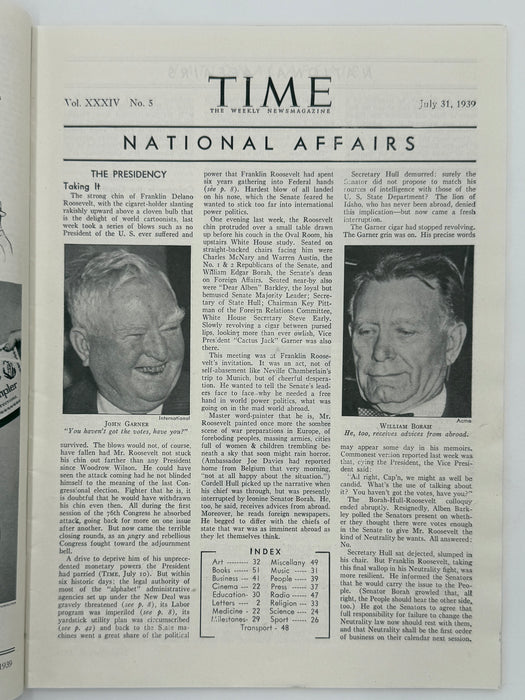 Vol. XXXIV No. 5
TIME
THE WEEKLY NEWSMAGAZINE
July 31, 1939
NATIONAL AFFAIRS
THE PRESIDENCY
Taking It
The strong chin of Franklin Delano
Roosevelt, with the cigaret-holder slanting
rakishly upward above a cloven bulb that
is the delight of world cartoonists, last
week took a series of blows such as no
President of the U. S. ever suffered and
International
JOHN GARNER
"You haven't got the votes, have you?"
survived. The blows would not, of course,
have fallen had Mr. Roosevelt not stuck
his chin out farther than any President
since Woodrow Wilson. He could have
seen the attack coming had he not blinded
himself to the meaning of the last Con-
gressional election. Fighter that he is, it
is doubtful that he would have withdrawn
his chin even then. All during the first
session of the 76th Congress he absorbed
attack, going back for more on one issue
after another. But now came the terrible
closing rounds, as an angry and rebellious
Congress fought toward the adjournment
bell.
A drive to deprive him of his unprece-
dented monetary powers the President
had parried (TIME, July 10). But within
six historic days: the legal authority of
most of the "alphabet" administrative
agencies set up under the New Deal was
gravely threatened (see p. 8), its Labor
program was imperiled (see p. 8), its
yardstick utility plan was circumscribed
(see p. 42) and back to the State ma-
chines went a great share of the political
power that Franklin Roosevelt had spent
six years gathering into Federal hands
(see p. 8). Hardest blow of all landed
on his note, which the Senate feared he
wanted to stick too far into international
power politics.
One evening last week, the Roosevelt
chin protruded over a small table drawn
up before his couch in the Oval Room, his
upstairs White House study. Seated on
straight-backed chairs facing him were
Charles McNary and Warren Austin, the
No. 1 & 2 Republicans of the Senate, and
William Edgar Borah, the Senate's dean
on Foreign Affairs. Seated near-by also
were "Dear Alben" Barkley, the loyal but
bemused Senate Majority Leader; Secre-
tary of State Hull; Chairman Key Pitt-
man of the Foreign Relations Committee,
White House Secretary Steve Early.
Slowly revolving a cigar between pursed
lips, looking more than ever owlish, Vice
President "Cactus Jack" Garner was also
there.
This meeting was at Franklin Roose-
velt's invitation. It was an act, not of
self-abasement like Neville Chamberlain's
trip to Munich, but of cheerful despera-
tion. He wanted to tell the Senate's lead-
ers face to face why he needed a free
hand in world power politics, what was
going on in the mad world abroad.
Master word-painter that he is, Mr.
Roosevelt painted once more the sombre
scene of war preparations in Europe, of
foreboding peoples, massing armies, cities
full of women & children trembling be-
neath a sky that soon might rain horror.
(Ambassador Joe Davies had reported
home from Belgium that very morning,
"not at all happy about the situation.")
Cordell Hull picked up the narrative when
his chief was through, but was presently
interrupted by leonine Senator Borah. He,
too, he said, receives advices from abroad.
Moreover, he reads foreign newspapers.
He begged to differ with the chiefs of
state that war was as imminent abroad as
they let themselves think.
INDEX
Art 32 Miscellany 49
Books 51 Music 31
Business 41 People 39
Cinema 22 Press 37
Education 30 Radio 47
Letters 2 Religion 33
Medicine 22 Science 24
Milestones 29 Sport 26
Transport - 48
Secretary Hull demurred: surely the
Senator did not propose to match his
sources of intelligence with those of the
U. S. State Department? The Lion of
Idaho, who has never been abroad, denied
this implication—but now came a fresh
interruption.
The Garner cigar had stopped revolving.
The Garner grin was on. His precise words
Acme
WILLIAM BORAH
He, too, receives advices from abroad.
may appear some day in his memoirs.
Commonest version reported last week was
that, eying the President, the Vice Presi-
dent said:
"All right, Cap'n, we might as well be
candid. What's the use of talking about
it? You haven't got the votes, have you?"
The Borah-Hull-Roosevelt colloquy
ended abruptly. Resignedly, Alben Bark-
ley polled the Senators present on wheth-
er they thought there were votes enough
in the Senate to give Mr. Roosevelt the
kind of Neutrality he wants. All answered:
No.
Secretary Hull sat dejected, slumped in
his chair. But Franklin Roosevelt, taking
this final wallop in his Neutrality fight, was
more resilient. He informed the Senators
that he would carry the issue to the Peo-
ple. (Senator Borah growled that, all
right, the People should hear the other side,
too.) He got the Senators to agree that
full responsibility for failure to change the
Neutrality law now should rest with them,
and that Neutrality shall be the first order
of business on their calendar next session,
1939